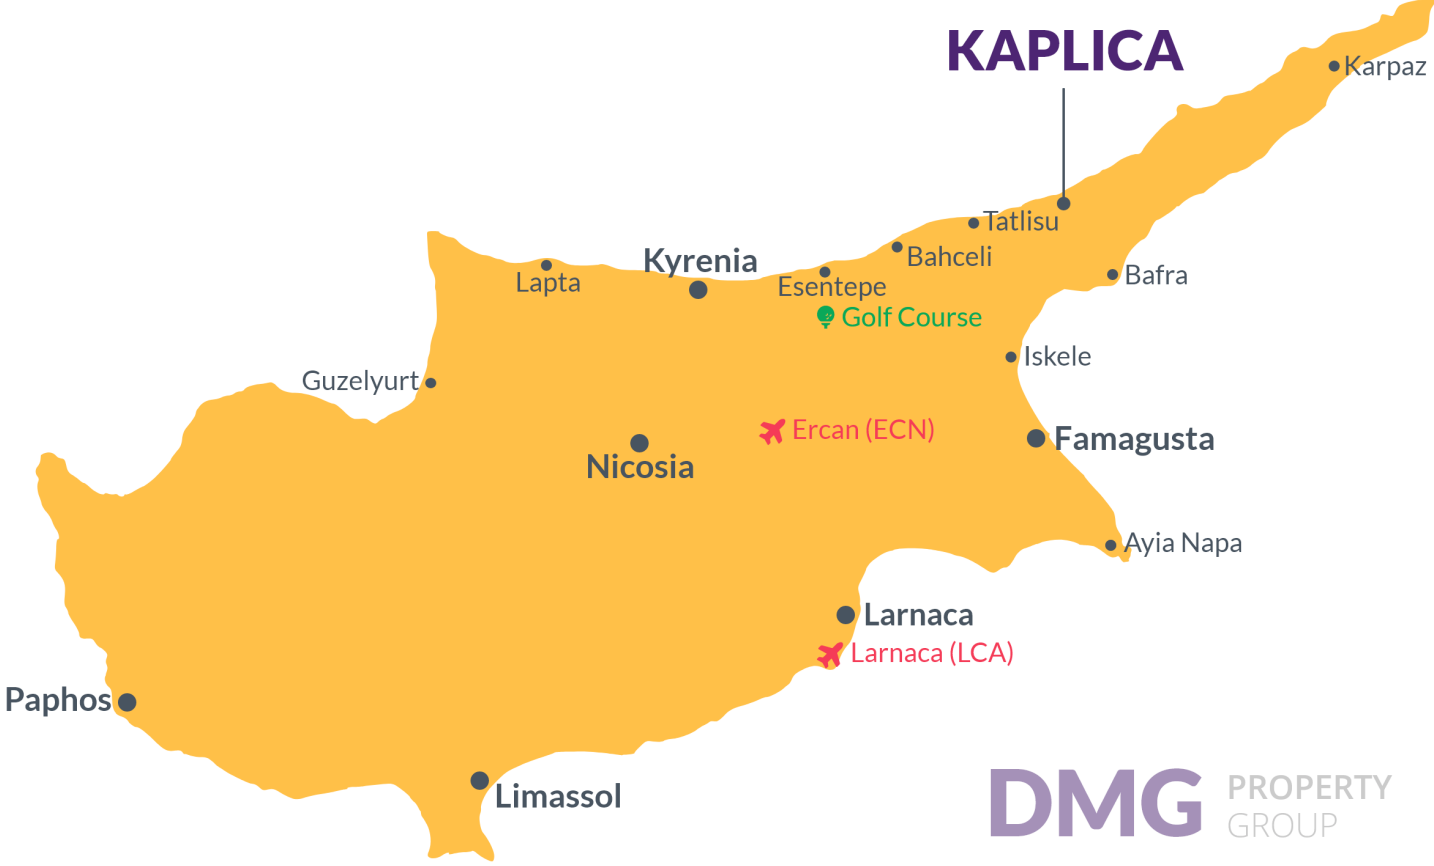 KAPLICA
Karpaz
Tatlisu
Kyrenia
Bahceli
Lapta
Esentepe
Bafra
Golf Course
Iskele
Guzelyurt
Ercan (ECN)
Famagusta
Nicosia
Ayia Napa
Larnaca
Larnaca (LCA)
Paphos
Limassol
DMG PROPERTY
GROUP